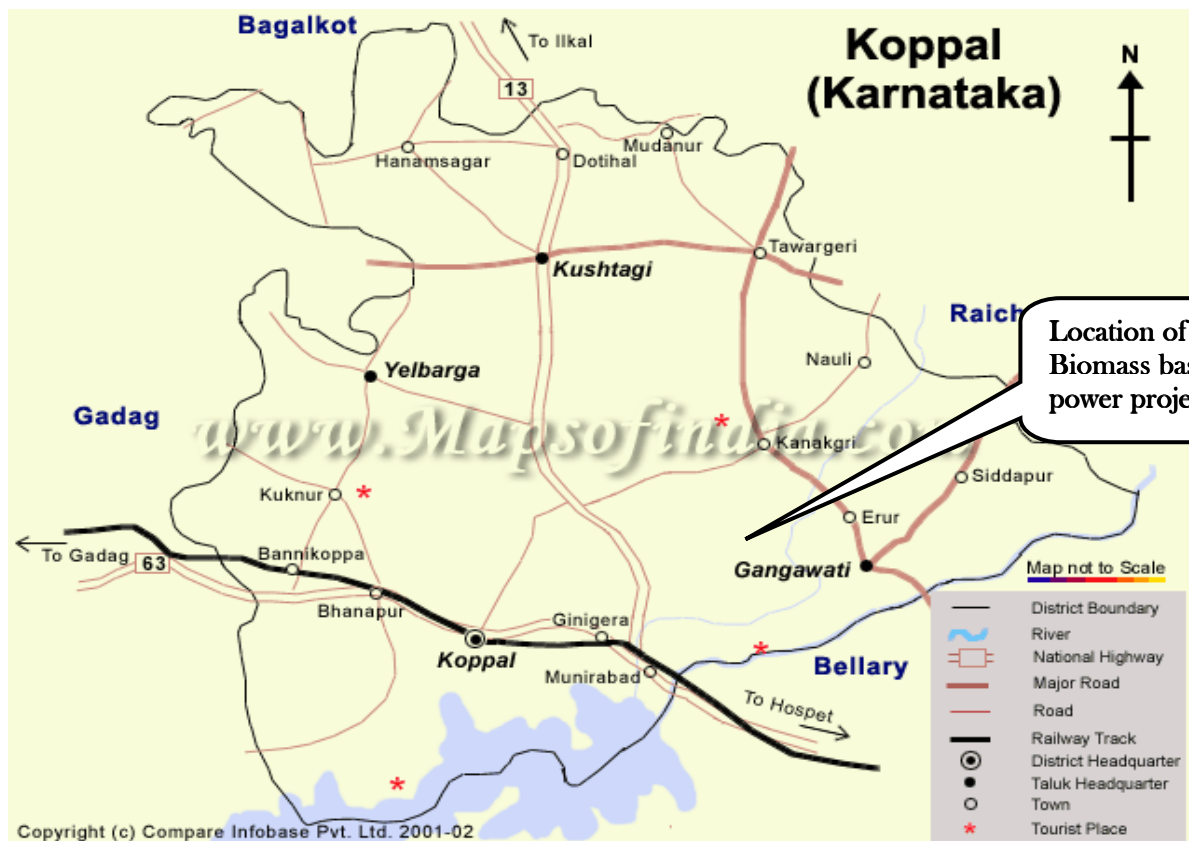 Bagalkot
To Ilkal
Koppal
(Karnataka)
N
13
Mudanur
Hanamsagar
Dotihal
Tawargeri
Kushtagi
Raich
Location of
Biomass bas
power proje
Nauli
Yelbarga
Gadag
www.Mapsofindia.com
Kanakgri
Siddapur
Kuknur
Erur
To Gadag
63
Bannikoppa
Gangawati
Map not to Scale
Bhanapur
Ginigera
Koppal
Munirabad
Bellary
To Hospet
District Boundary
River
National Highway
Major Road
Road
Railway Track
District Headquarter
Taluk Headquarter
Town
Tourist Place
Copyright (c) Compare Infobase Pvt. Ltd. 2001-02